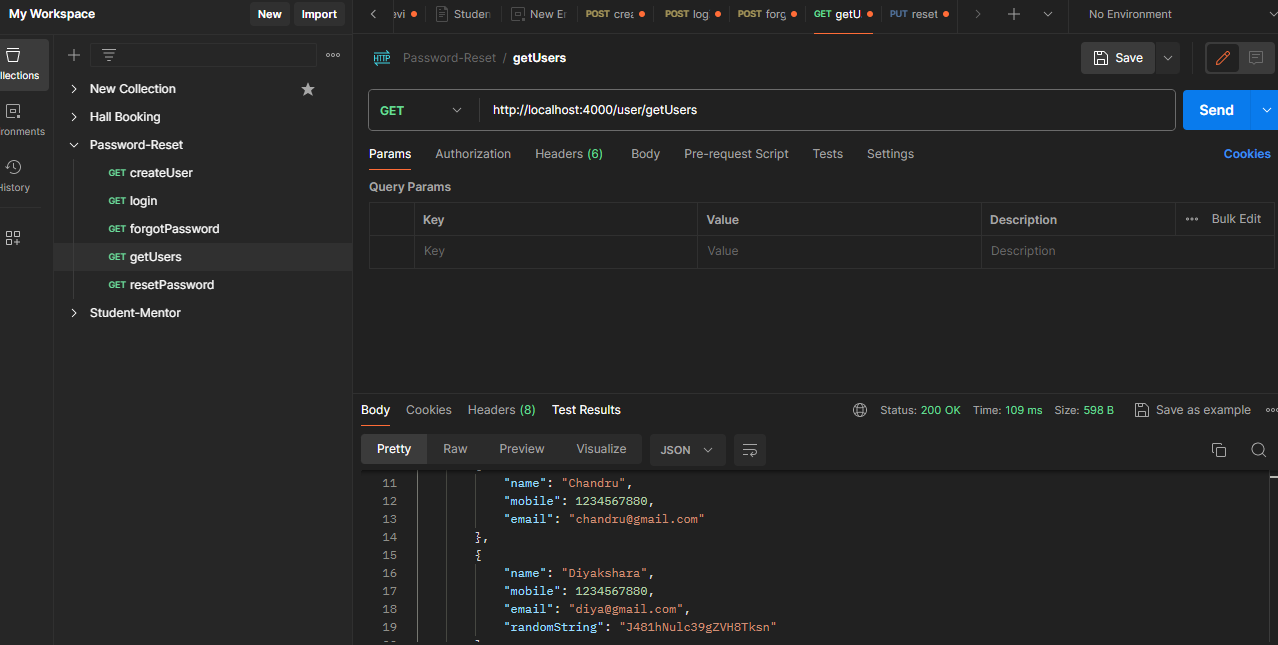 My Workspace New Import
evi Studen New En POST crea POST log POST forg GET getU PUT reset No Environment
HTTP Password-Reset / getUsers Save
llections
ronments
History
New Collection
Hall Booking
Password-Reset
GET createUser
GET login
GET forgotPassword
GET getUsers
GET resetPassword
Student-Mentor
GET http://localhost:4000/user/getUsers Send
Params Authorization Headers (6) Body Pre-request Script Tests Settings Cookies
Query Params
Key Value Description Bulk Edit
Key Value Description
Body Cookies Headers (8) Test Results Status: 200 OK Time: 109 ms Size: 598 B Save as example
Pretty Raw Preview Visualize JSON
11 "name": "Chandru",
12 "mobile": 1234567880,
13 "email": "chandru@gmail.com"
14 },
15 {
16 "name": "Diyakshara",
17 "mobile": 1234567880,
18 "email": "diya@gmail.com",
19 "randomString": "J481hNulc39gZVH8Tksn"